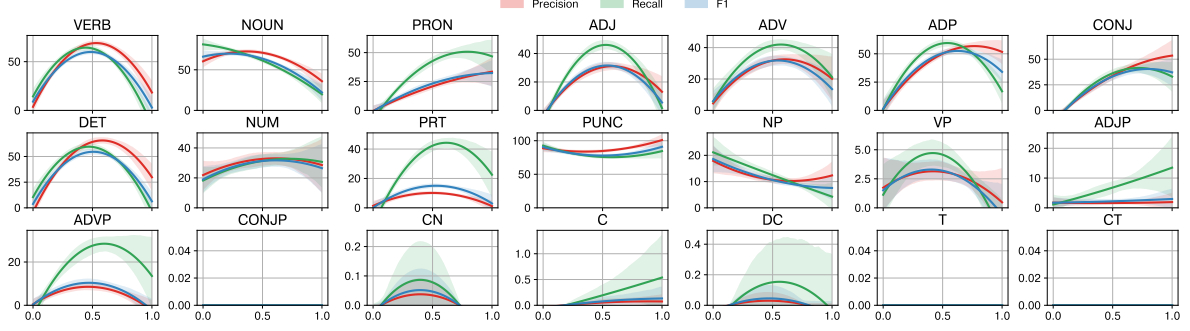 Precision Recall F1
VERB NOUN PRON ADJ ADV ADP CONJ
50 0
50
50 25 0
40 20 0
40 20 0
50 25 0
50 25 0
DET NUM PRT PUNC NP VP ADJP
50 25 0
40 20 0
40 20 0
100 50 0
20 10 0
5.0 2.5 0.0
20 10 0
ADVP CONJP CN C DC T CT
20 0
0.04 0.02 0.00
0.2 0.1 0.0
1.0 0.5 0.0
0.4 0.2 0.0
0.04 0.02 0.00
0.04 0.02 0.00
0.0 0.5 1.0 0.0 0.5 1.0 0.0 0.5 1.0 0.0 0.5 1.0 0.0 0.5 1.0 0.0 0.5 1.0 0.0 0.5 1.0